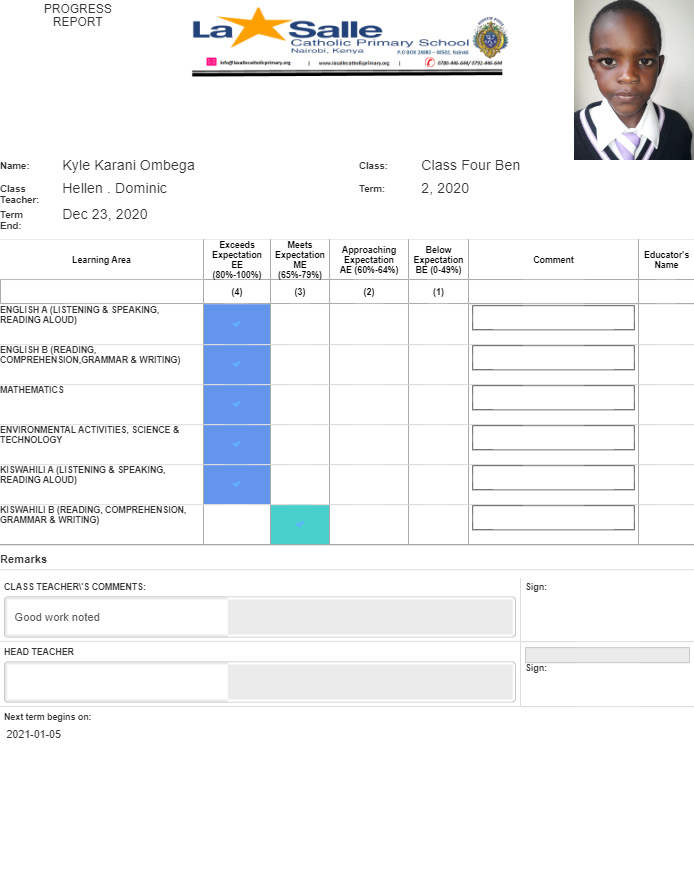 PROGRESS
REPORT
La Salle
Catholic Primary School
Nairobi, Kenya
P.O BOX 24083 - 00502, Nairobi
info@lasallecatholicprimary.org | www.lasallecatholicprimary.org | 0780-446-644/ 0792-446-644
Name: Kyle Karani Ombega Class: Class Four Ben
Class Teacher: Hellen . Dominic Term: 2, 2020
Term End: Dec 23, 2020
Learning Area Exceeds Expectation EE (80%-100%) Meets Expectation ME (65%-79%) Approaching Expectation AE (60%-64%) Below Expectation BE (0-49%) Comment Educator's Name
(4) (3) (2) (1)
ENGLISH A (LISTENING & SPEAKING,
READING ALOUD)
ENGLISH B (READING,
COMPREHENSION,GRAMMAR & WRITING)
MATHEMATICS
ENVIRONMENTAL ACTIVITIES, SCIENCE &
TECHNOLOGY
KISWAHILI A (LISTENING & SPEAKING,
READING ALOUD)
KISWAHILI B (READING, COMPREHENSION,
GRAMMAR & WRITING)
Remarks
CLASS TEACHER\'S COMMENTS: Sign:
Good work noted
HEAD TEACHER
Sign:
Next term begins on:
2021-01-05